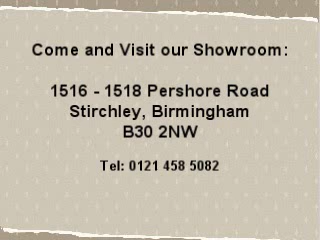 Come and Visit our Showroom:
1516 - 1518 Pershore Road
Stirchley, Birmingham
B30 2NW
Tel: 0121 458 5082